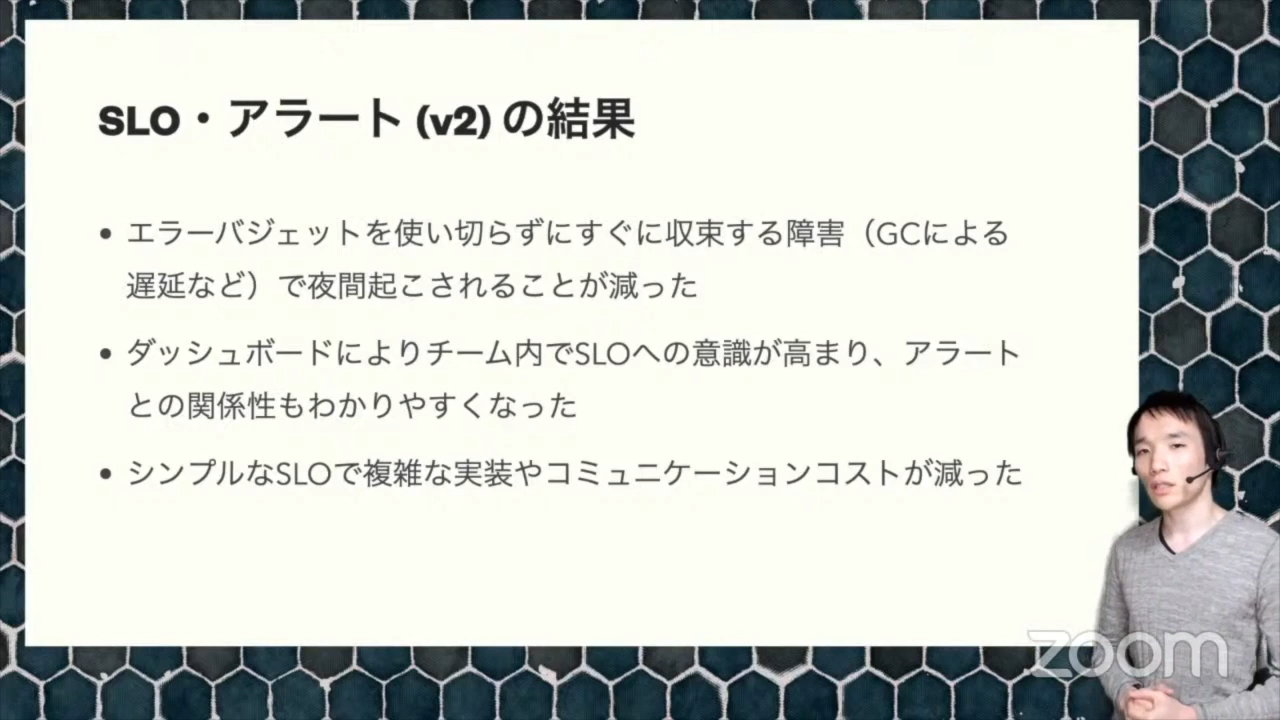 SLO・アラート (v2) の結果
• エラーバジェットを使い切らずにすぐに収束する障害（GCによる
遅延など）で夜間起こされることが減った
• ダッシュボードによりチーム内でSLOへの意識が高まり、アラート
との関係性もわかりやすくなった
• シンプルなSLOで複雑な実装やコミュニケーションコストが減った
zoom